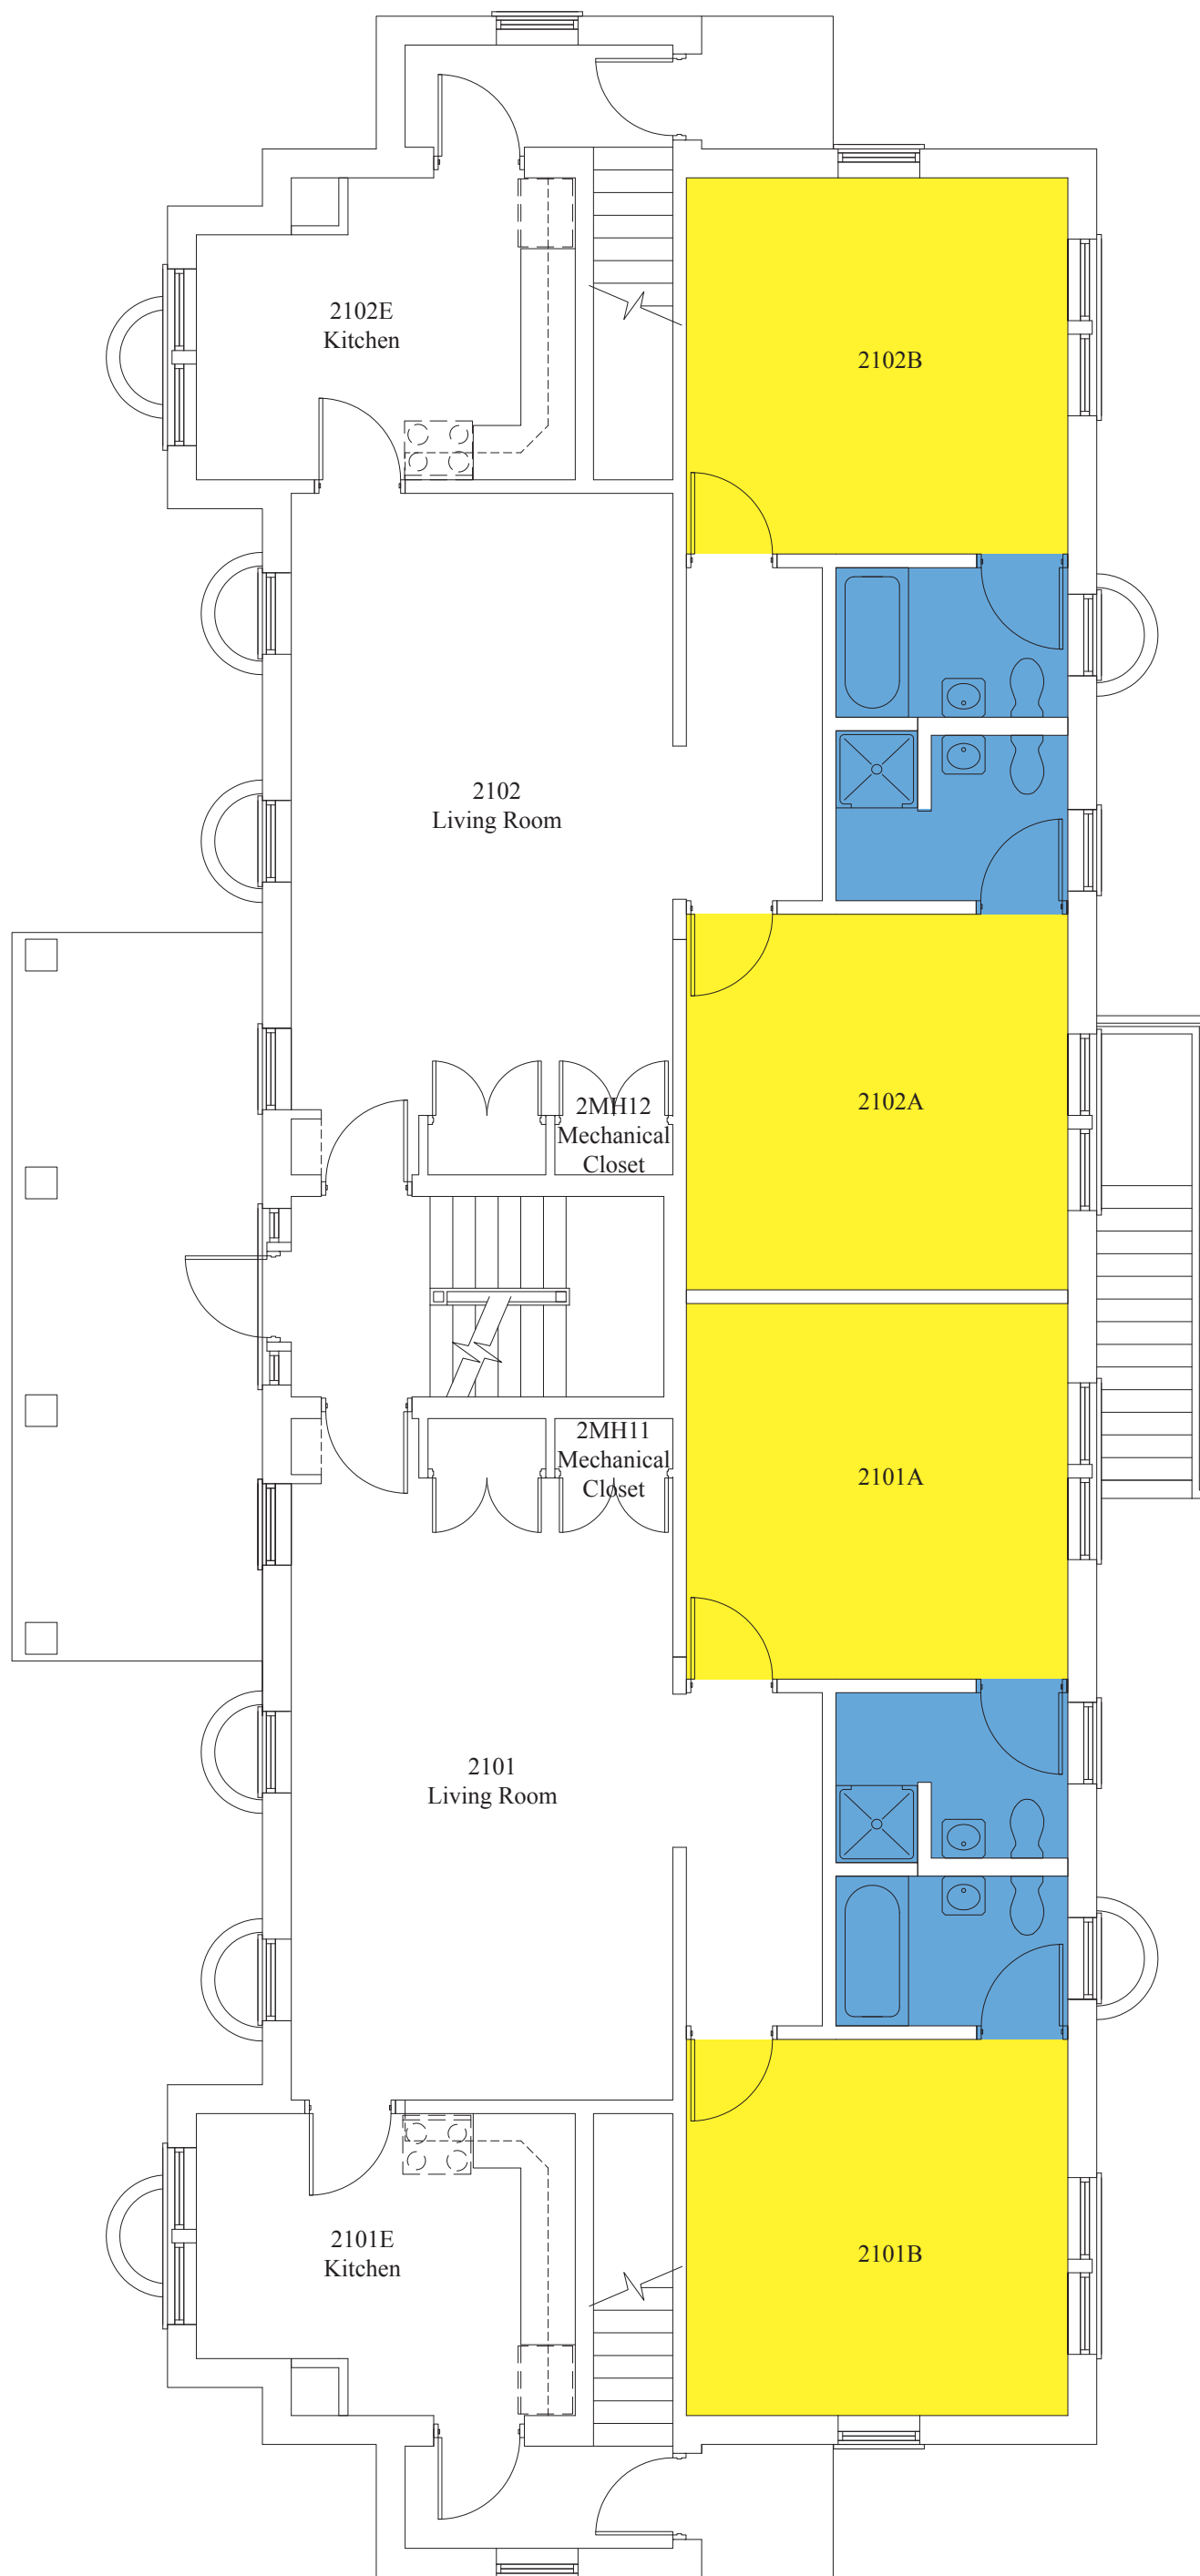 2102E
Kitchen
2102B
2102
Living Room
2102A
2MH12
Mechanical
Closet
2MH11
Mechanical
Closet
2101A
2101
Living Room
2101E
Kitchen
2101B